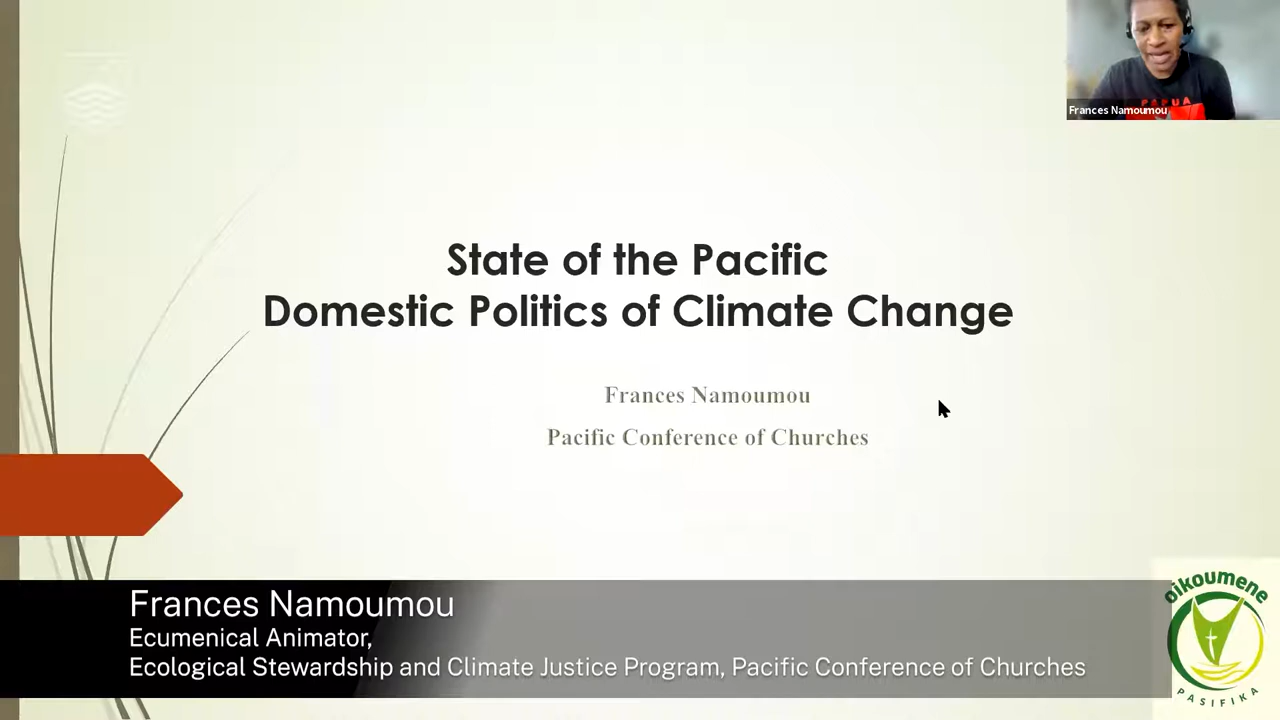 PAPUA
Frances Namoumou
State of the Pacific
Domestic Politics of Climate Change
Frances Namoumou
Pacific Conference of Churches
Frances Namoumou
Ecumenical Animator,
Ecological Stewardship and Climate Justice Program, Pacific Conference of Churches
oikoumene
PASIFIKA